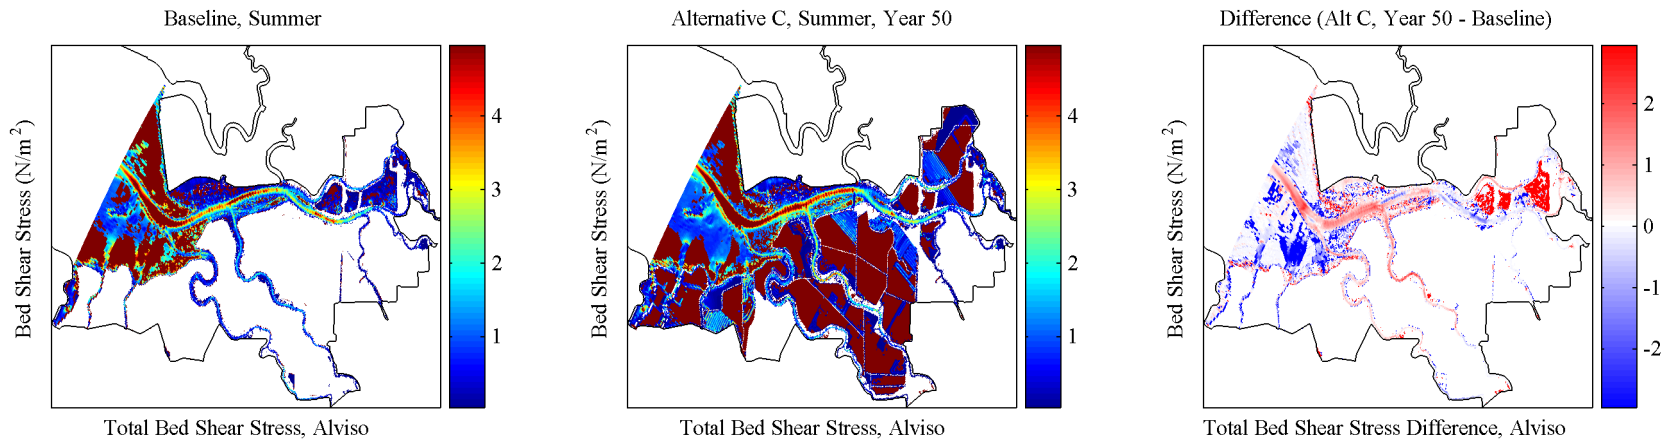 Baseline, Summer
Bed Shear Stress (N/m²)
4
3
2
1
Total Bed Shear Stress, Alviso
Alternative C, Summer, Year 50
Bed Shear Stress (N/m²)
4
3
2
1
Total Bed Shear Stress, Alviso
Difference (Alt C, Year 50 - Baseline)
Bed Shear Stress (N/m²)
2
1
0
-1
-2
Total Bed Shear Stress Difference, Alviso